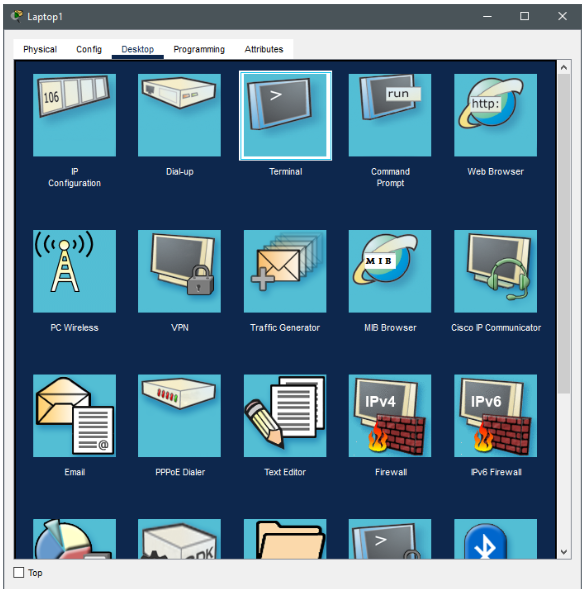 Laptop1
Physical Config Desktop Programming Attributes
106
>
run
http:
IP
Configuration
Dial-up
Terminal
Command
Prompt
Web Browser
MIB
PC Wireless
VPN
Traffic Generator
MIB Browser
Cisco IP Communicator
@
IPv4
IPv6
Email
PPPoE Dialer
Text Editor
Firewall
IPv6 Firewall
>
Top